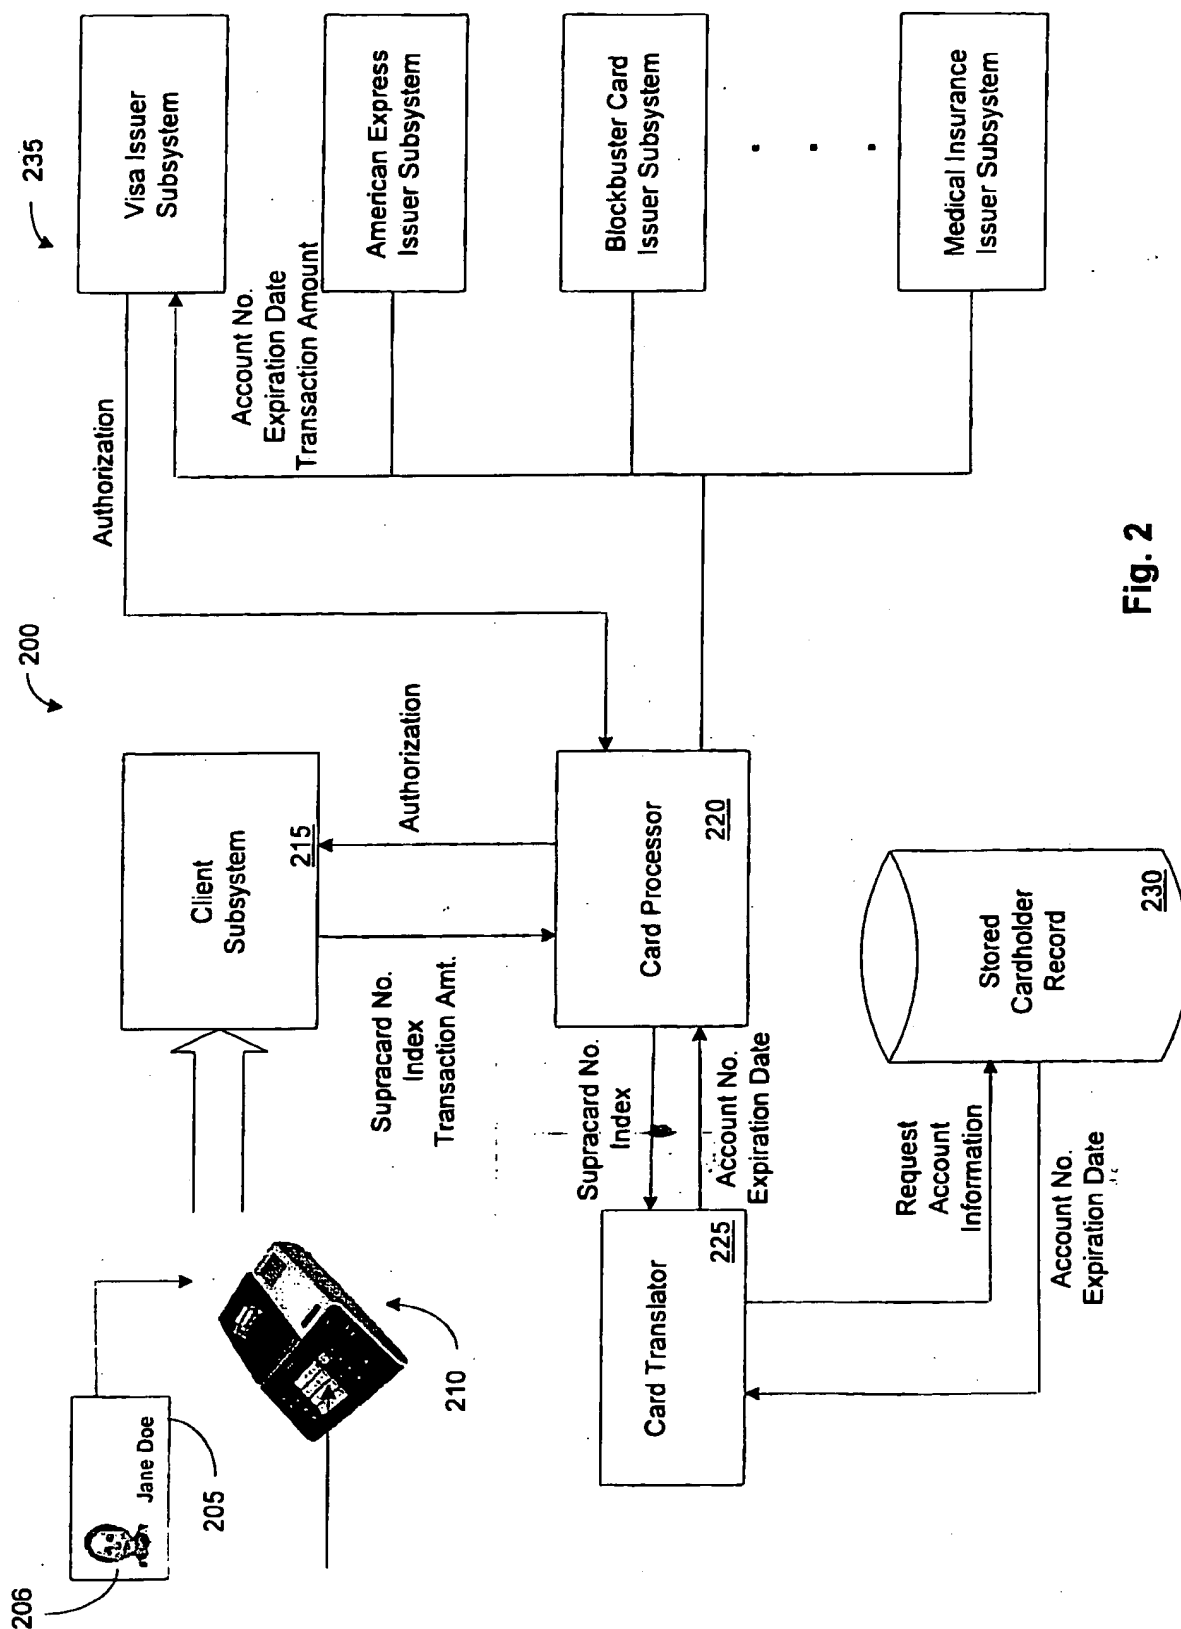 200
235
206
Jane Doe
205
210
Client
Subsystem
215
Authorization
Supracard No.
Index
Transaction Amt.
Authorization
Card Processor
220
Supracard No.
Index
Account No.
Expiration Date
Card Translator
225
Request
Account
Information
Account No.
Expiration Date
Stored
Cardholder
Record
230
Account No.
Expiration Date
Transaction Amount
Visa Issuer
Subsystem
American Express
Issuer Subsystem
Blockbuster Card
Issuer Subsystem
Medical Insurance
Issuer Subsystem
Fig. 2